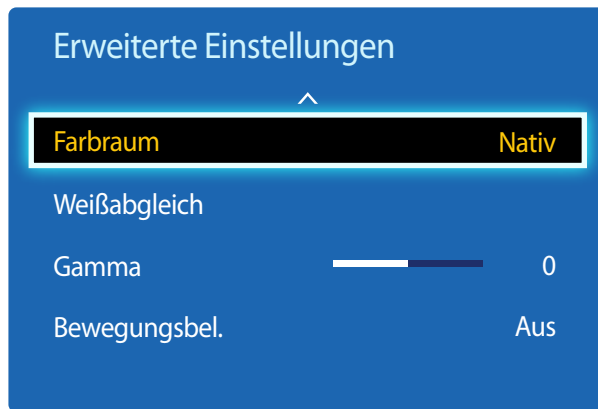 Erweiterte Einstellungen
Farbraum Nativ
Weißabgleich
Gamma 0
Bewegungsbel. Aus